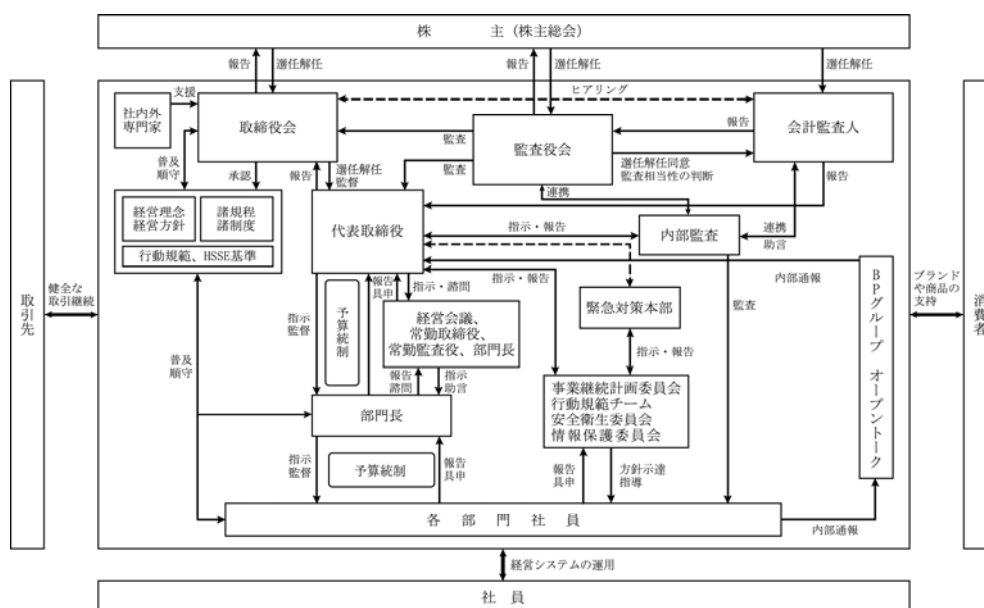 株　　　主（株主総会）
報告
選任解任
報告
選任解任
選任解任
社内外
専門家
支援
取締役会
ヒアリング
監査役会
会計監査人
監査
報告
監査
選任解任同意
監査相当性の判断
普及
順守
承認
報告
選任解任
監督
連携
報告
経営理念
経営方針
諸規程
諸制度
行動規範、HSSE基準
代表取締役
指示・報告
内部監査
連携
助言
取引先
健全な
取引継続
指示
監督
予算統制
報告
具申
指示・諮問
指示・報告
緊急対策本部
監査
内部通報
BPグループ　オープントーク
ブランド
や商品の
支持
消費者
経営会議、
常勤取締役、
常勤監査役、部門長
指示・報告
普及
順守
報告
諮問
指示
助言
事業継続計画委員会
行動規範チーム
安全衛生委員会
情報保護委員会
部門長
指示
監督
予算統制
報告
具申
報告
具申
方針示達
指導
各　部　門　社　員
内部通報
経営システムの運用
社　員